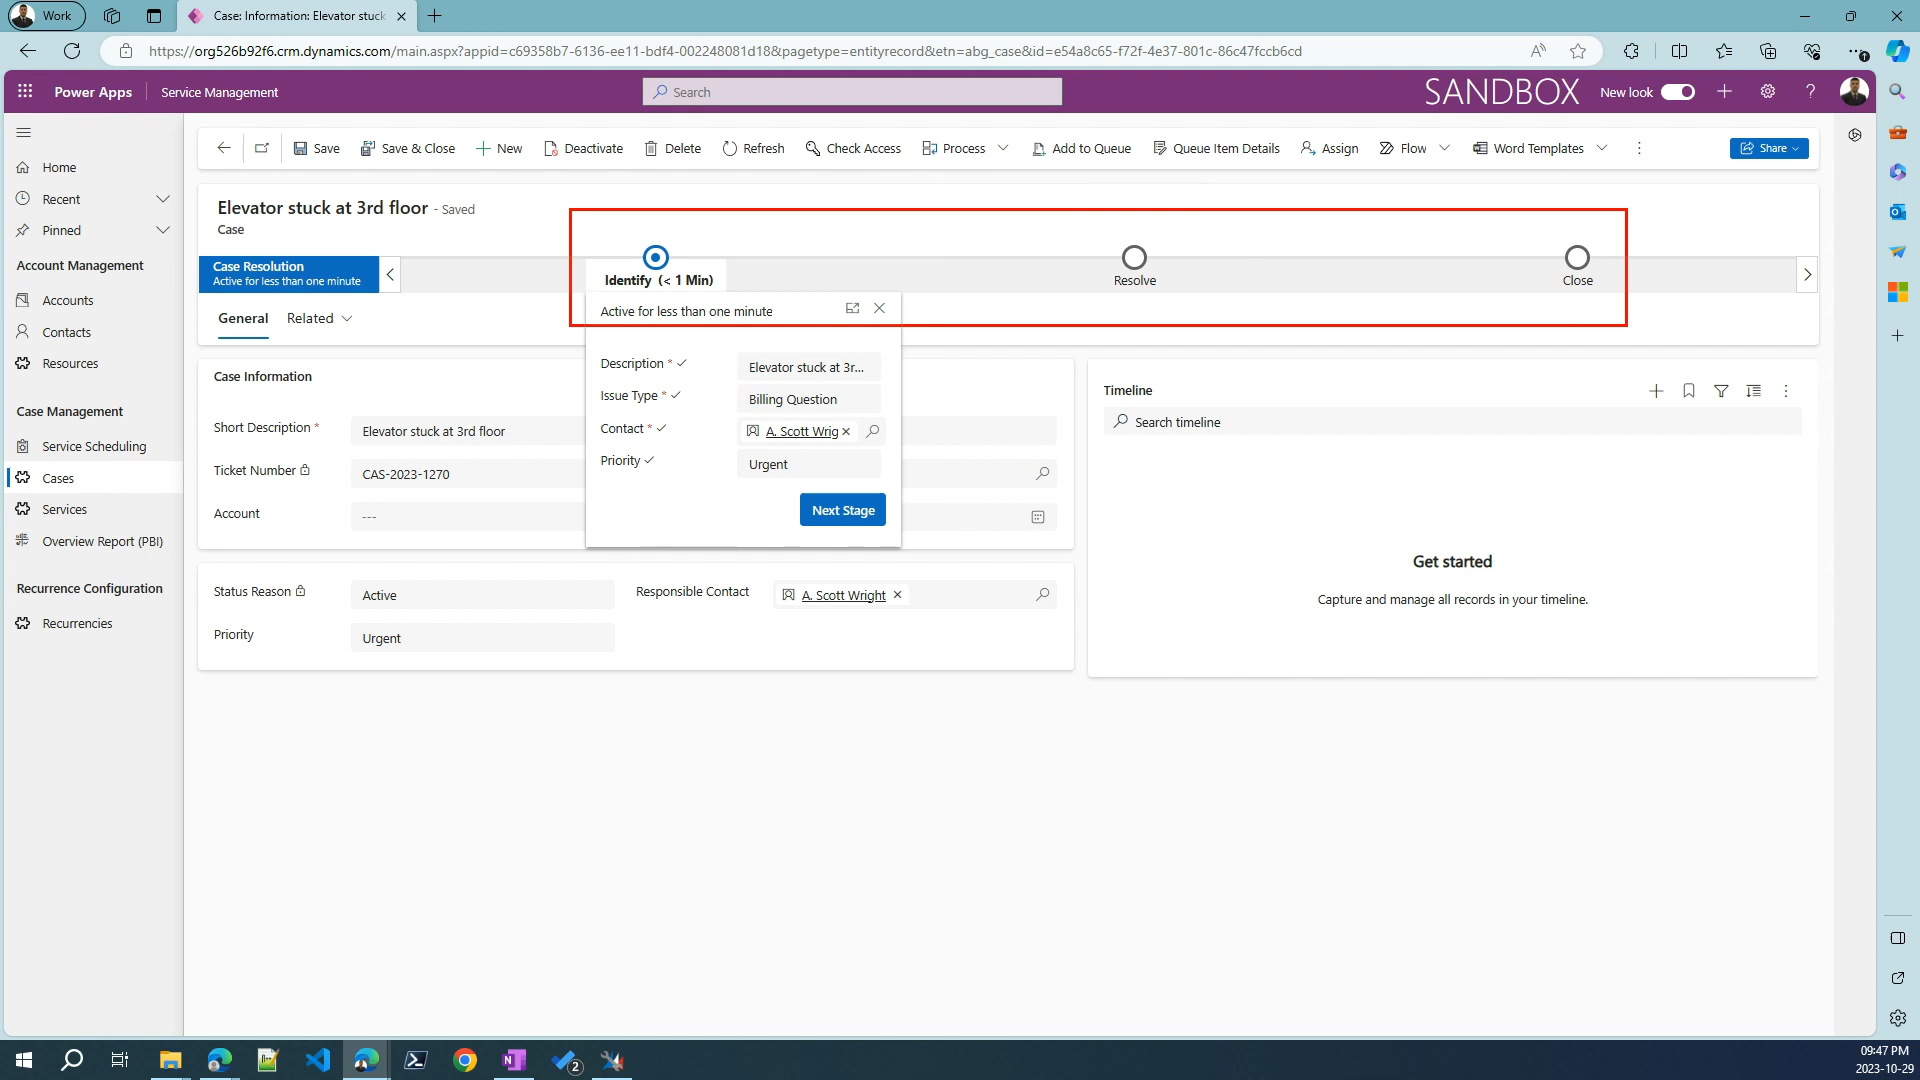 Work
Case: Information: Elevator stuck
https://org526b92f6.crm.dynamics.com/main.aspx?appid=c69358b7-6136-ee11-bdf4-002248081d18&pagetype=entityrecord&etn=abg_case&id=e54a8c65-f72f-4e37-801c-86c47fccb6cd
Power Apps
Service Management
Search
SANDBOX
New look
Save
Save & Close
New
Deactivate
Delete
Refresh
Check Access
Process
Add to Queue
Queue Item Details
Assign
Flow
Word Templates
Share
Home
Recent
Pinned
Account Management
Accounts
Contacts
Resources
Case Management
Service Scheduling
Cases
Services
Overview Report (PBI)
Recurrence Configuration
Recurrencies
Elevator stuck at 3rd floor - Saved
Case
Case Resolution
Active for less than one minute
Identify (< 1 Min)
Resolve
Close
General
Related
Active for less than one minute
Description *
Elevator stuck at 3r...
Issue Type *
Billing Question
Contact *
A. Scott Wrig
Priority
Urgent
Next Stage
Case Information
Short Description *
Elevator stuck at 3rd floor
Ticket Number
CAS-2023-1270
Account
---
Status Reason
Active
Responsible Contact
A. Scott Wright
Priority
Urgent
Timeline
Search timeline
Get started
Capture and manage all records in your timeline.
2
09:47 PM
2023-10-29